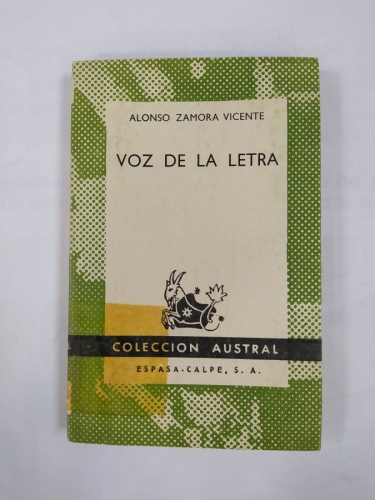 ALONSO ZAMORA VICENTE
VOZ DE LA LETRA
COLECCION AUSTRAL
ESPASA-CALPE, S. A.